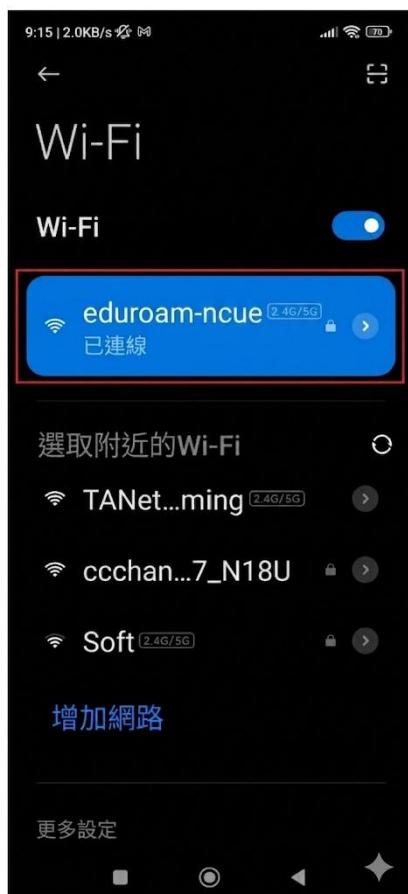 9:15 | 2.0KB/s
70
Wi-Fi
Wi-Fi
eduroam-ncue 2.4G/5G
已連線
選取附近的Wi-Fi
TANet...ming 2.4G/5G
ccchan...7_N18U
Soft 2.4G/5G
增加網路
更多設定